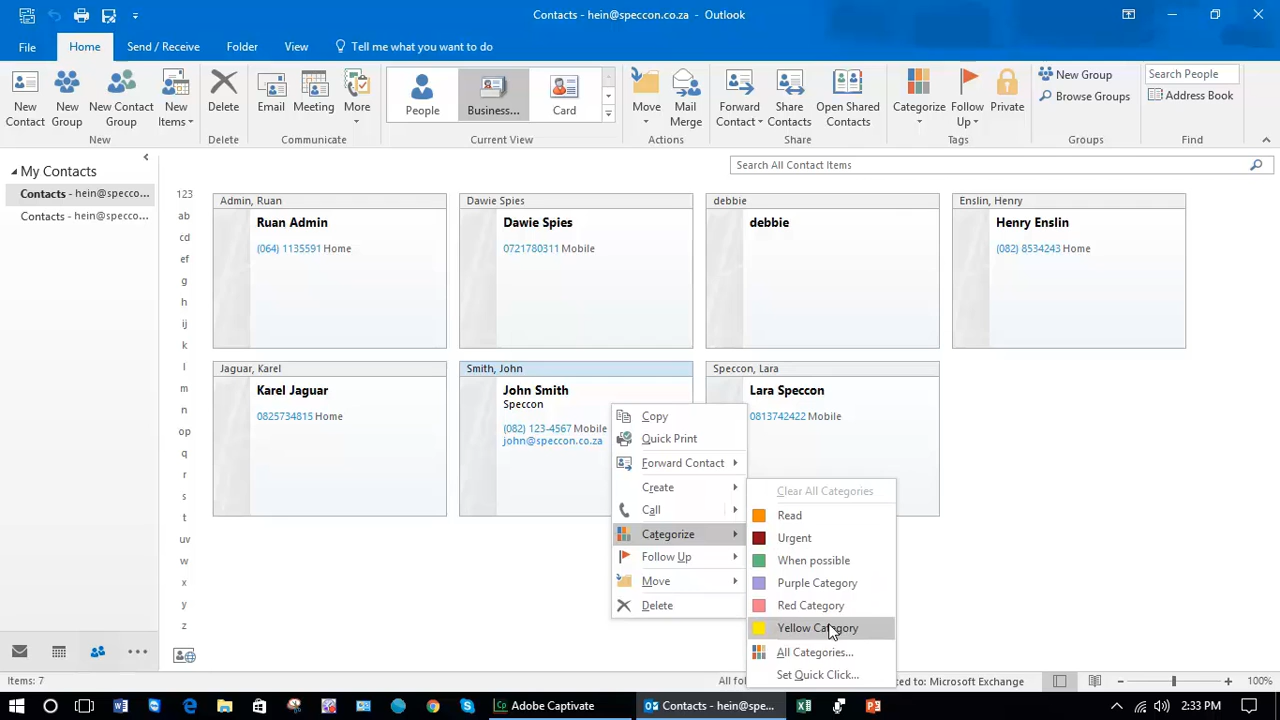 Contacts - hein@speccon.co.za - Outlook
File
Home
Send / Receive
Folder
View
Tell me what you want to do
New Contact
New Group
New Contact Group
New Items
New
Delete
Delete
Email
Meeting
More
Communicate
People
Business...
Card
Current View
Move
Mail Merge
Actions
Forward Contact
Share Contacts
Open Shared Contacts
Share
Categorize
Follow Up
Private
Tags
New Group
Browse Groups
Groups
Search People
Address Book
Find
My Contacts
Contacts - hein@specco...
Contacts - hein@specco...
Search All Contact Items
123
ab
cd
ef
g
h
ij
k
l
m
n
op
q
r
s
t
uv
w
x
y
z
Admin, Ruan
Ruan Admin
(064) 1135591 Home
Dawie Spies
Dawie Spies
0721780311 Mobile
debbie
debbie
Enslin, Henry
Henry Enslin
(082) 8534243 Home
Jaguar, Karel
Karel Jaguar
0825734815 Home
Smith, John
John Smith
Speccon
(082) 123-4567 Mobile
john@speccon.co.za
Speccon, Lara
Lara Speccon
0813742422 Mobile
Copy
Quick Print
Forward Contact
Create
Call
Categorize
Follow Up
Move
Delete
Clear All Categories
Read
Urgent
When possible
Purple Category
Red Category
Yellow Category
All Categories...
Set Quick Click...
Items: 7
All fo
ted to: Microsoft Exchange
100%
Adobe Captivate
Contacts - hein@spe...
2:33 PM